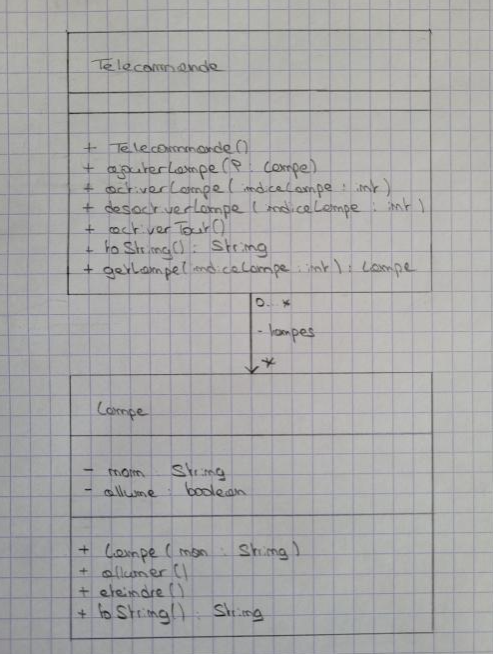 Telecommande
+ Telecommande()
+ ajouterLampe(P : Lampe)
+ activerLampe(indiceLampe : int)
+ desactiverLampe(indiceLampe : int)
+ activerTout()
+ toString() : String
+ getLampe(indiceLampe : int) : Lampe
0..*
- lampes
*
Lampe
- nom : String
- allume : boolean
+ Lampe(nom : String)
+ allumer()
+ eteindre()
+ toString() : String